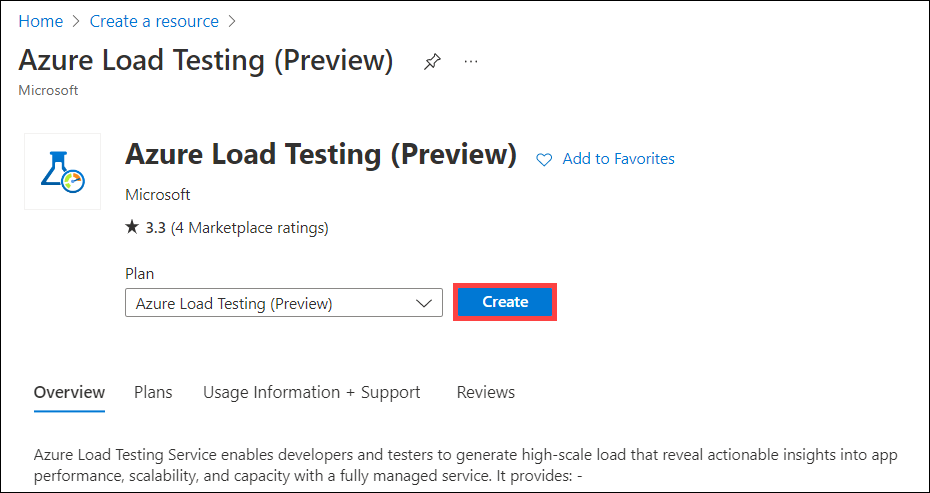 Home > Create a resource >
Azure Load Testing (Preview) ...
Microsoft
Azure Load Testing (Preview) Add to Favorites
Microsoft
★ 3.3 (4 Marketplace ratings)
Plan
Azure Load Testing (Preview) Create
Overview Plans Usage Information + Support Reviews
Azure Load Testing Service enables developers and testers to generate high-scale load that reveal actionable insights into app
performance, scalability, and capacity with a fully managed service. It provides: -